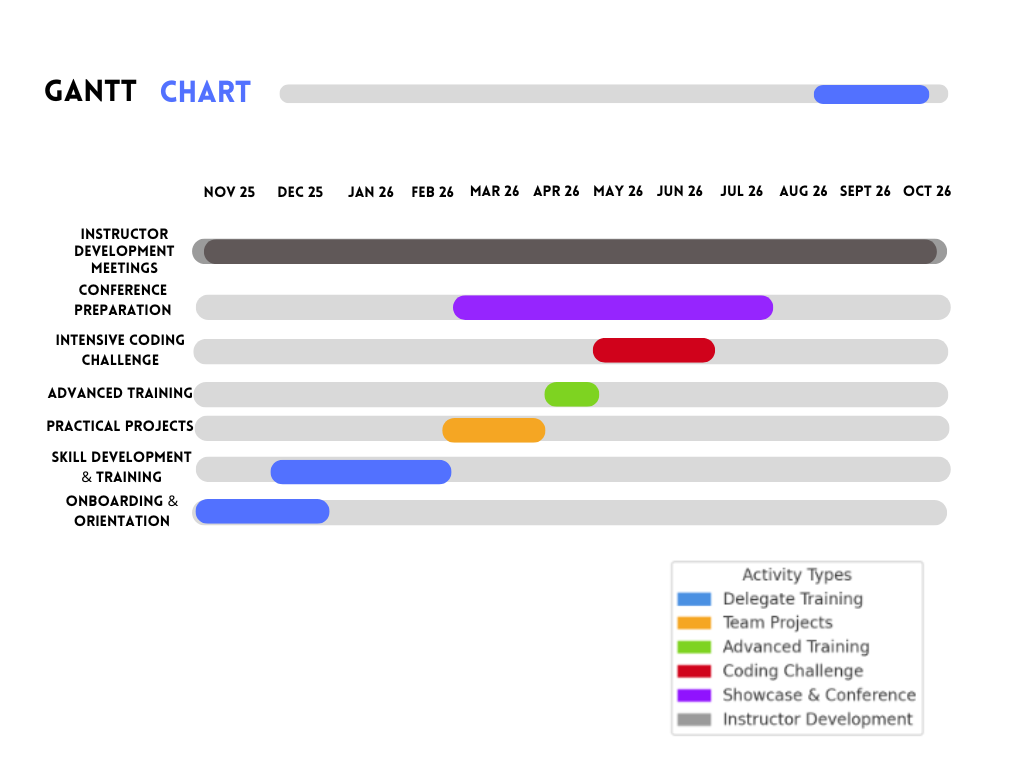 GANTT CHART
NOV 25 DEC 25 JAN 26 FEB 26 MAR 26 APR 26 MAY 26 JUN 26 JUL 26 AUG 26 SEPT 26 OCT 26
INSTRUCTOR
DEVELOPMENT
MEETINGS
CONFERENCE
PREPARATION
INTENSIVE CODING
CHALLENGE
ADVANCED TRAINING
PRACTICAL PROJECTS
SKILL DEVELOPMENT
& TRAINING
ONBOARDING &
ORIENTATION
Activity Types
Delegate Training
Team Projects
Advanced Training
Coding Challenge
Showcase & Conference
Instructor Development